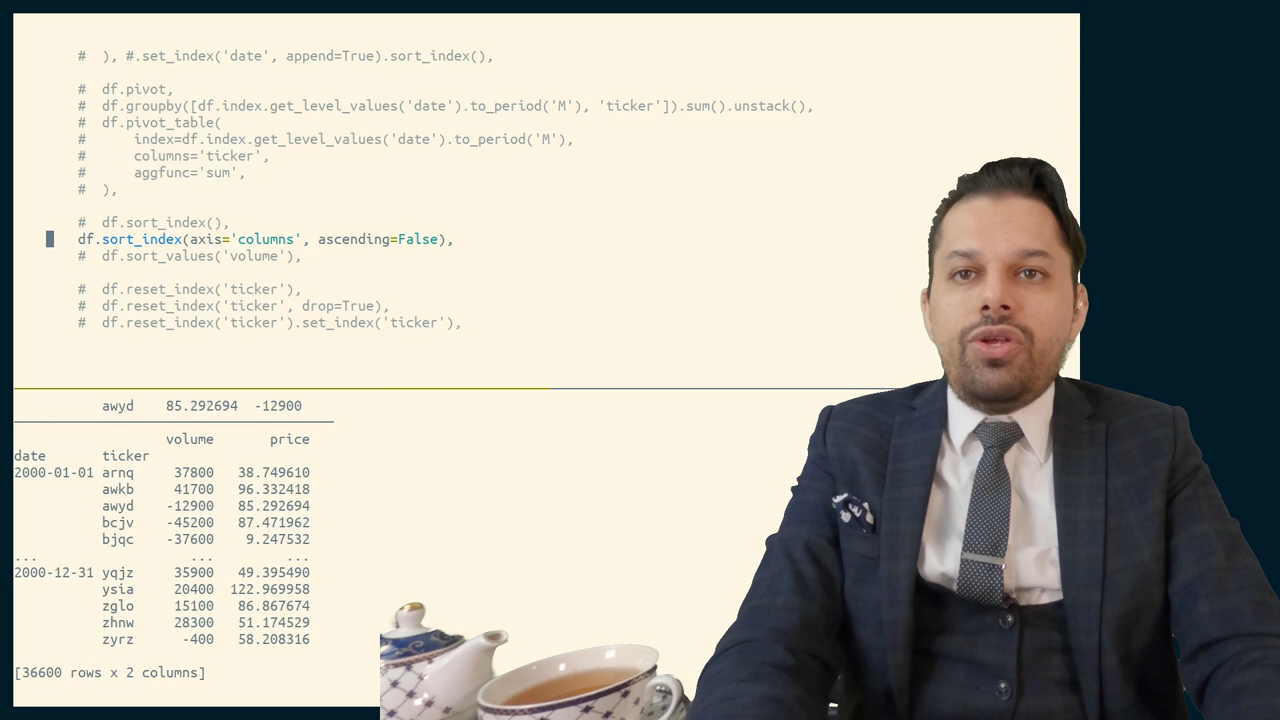 #  ), #.set_index('date', append=True).sort_index(),
#  df.pivot,
#  df.groupby([df.index.get_level_values('date').to_period('M'), 'ticker']).sum().unstack(),
#  df.pivot_table(
#      index=df.index.get_level_values('date').to_period('M'),
#      columns='ticker',
#      aggfunc='sum',
#  ),
#  df.sort_index(),
df.sort_index(axis='columns', ascending=False),
#  df.sort_values('volume'),
#  df.reset_index('ticker'),
#  df.reset_index('ticker', drop=True),
#  df.reset_index('ticker').set_index('ticker'),
awyd    85.292694  -12900
volume       price
date       ticker
2000-01-01 arnq     37800   38.749610
awkb     41700   96.332418
awyd    -12900   85.292694
bcjv    -45200   87.471962
bjqc    -37600    9.247532
...                   ...         ...
2000-12-31 yqjz     35900   49.395490
ysia     20400  122.969958
zglo     15100   86.867674
zhnw     28300   51.174529
zyrz      -400   58.208316
[36600 rows x 2 columns]